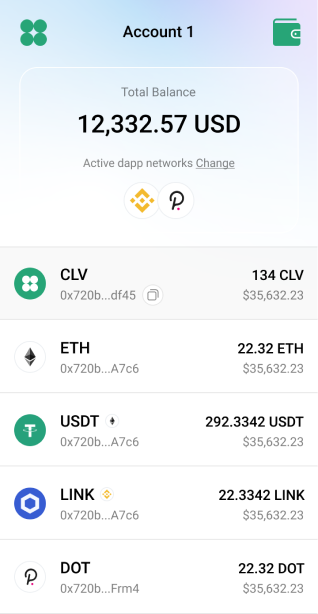 Account 1
Total Balance
12,332.57 USD
Active dapp networks Change
CLV
134 CLV
0x720b...df45
$35,632.23
ETH
22.32 ETH
0x720b...A7c6
$35,632.23
USDT
292.3342 USDT
0x720b...A7c6
$35,632.23
LINK
22.3342 LINK
0x720b...A7c6
$35,632.23
DOT
22.32 DOT
0x720b...Frm4
$35,632.23